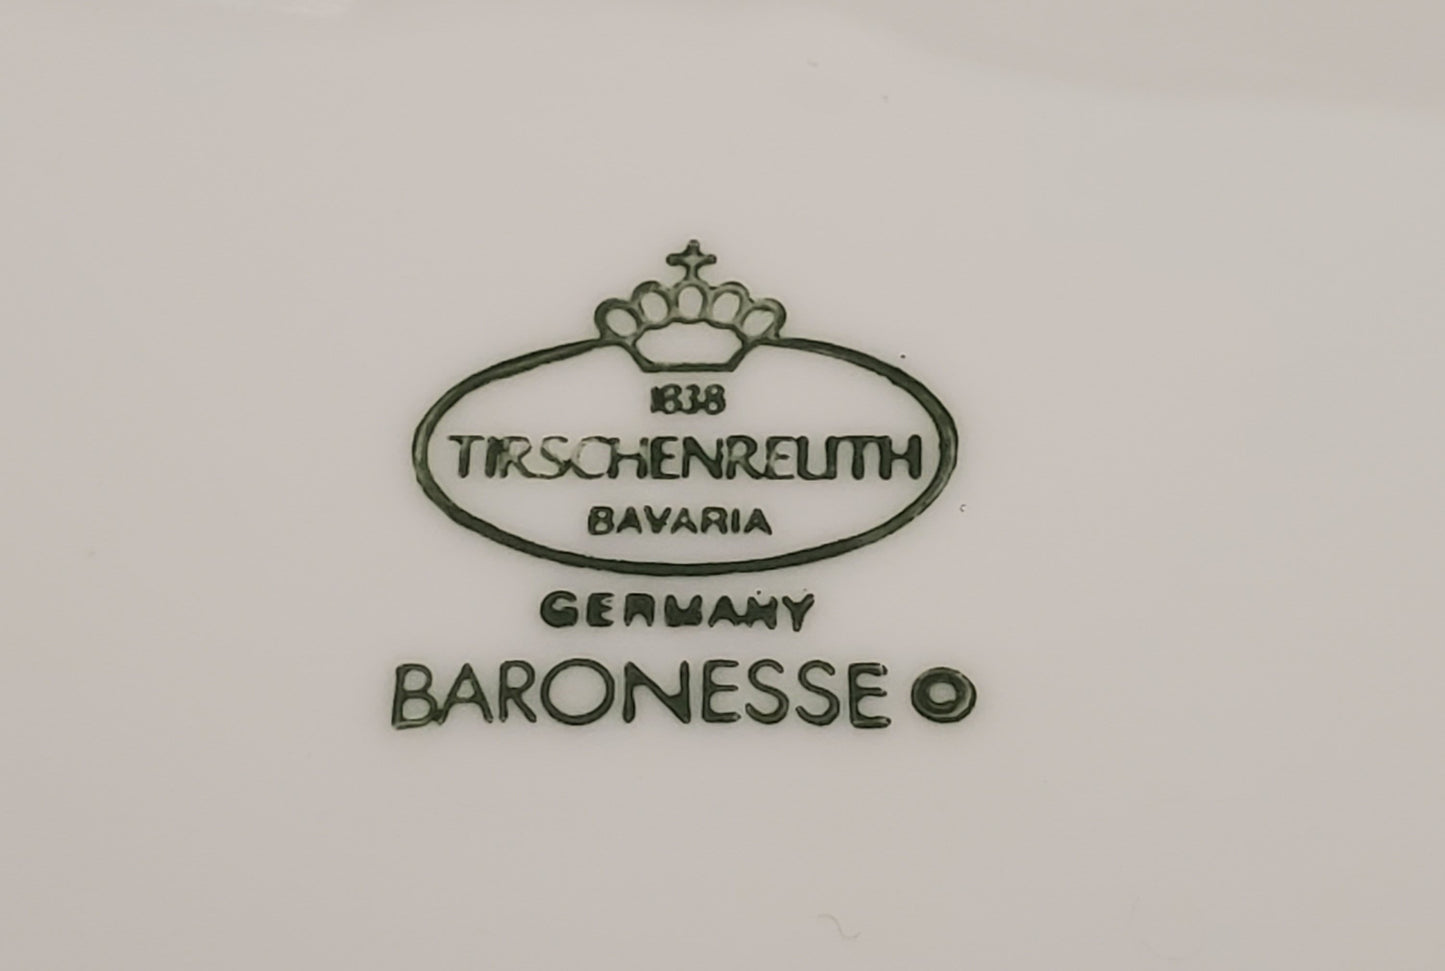 1838
TIRSCHENREUTH
BAVARIA
GERMANY
BARONESSE ©